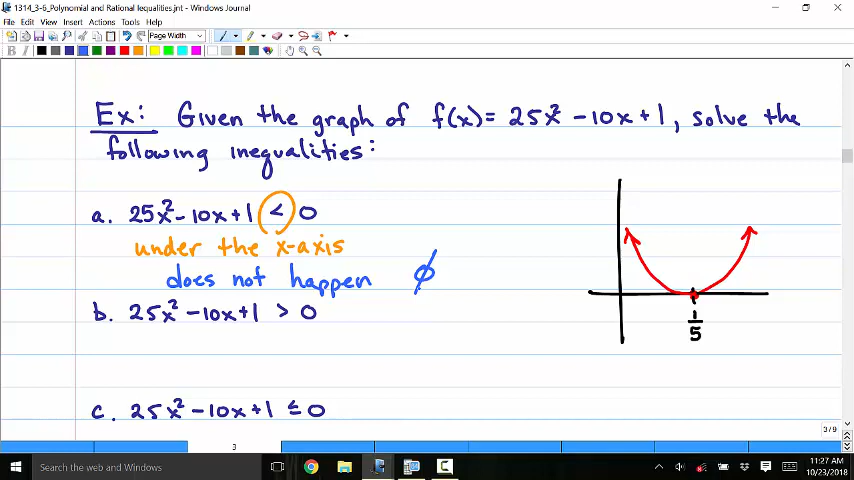 1314_3-6_Polynomial and Rational Iequalities.jnt - Windows Journal
File Edit View Insert Actions Tools Help
Page Width
B I
Ex: Given the graph of f(x) = 25x² - 10x + 1, solve the
following inequalities:
a. 25x² - 10x + 1 < 0
under the x-axis
does not happen ∅
b. 25x² - 10x + 1 > 0
1/5
c. 25x² - 10x + 1 ≤ 0
3/9
3
Search the web and Windows
11:27 AM
10/23/2018